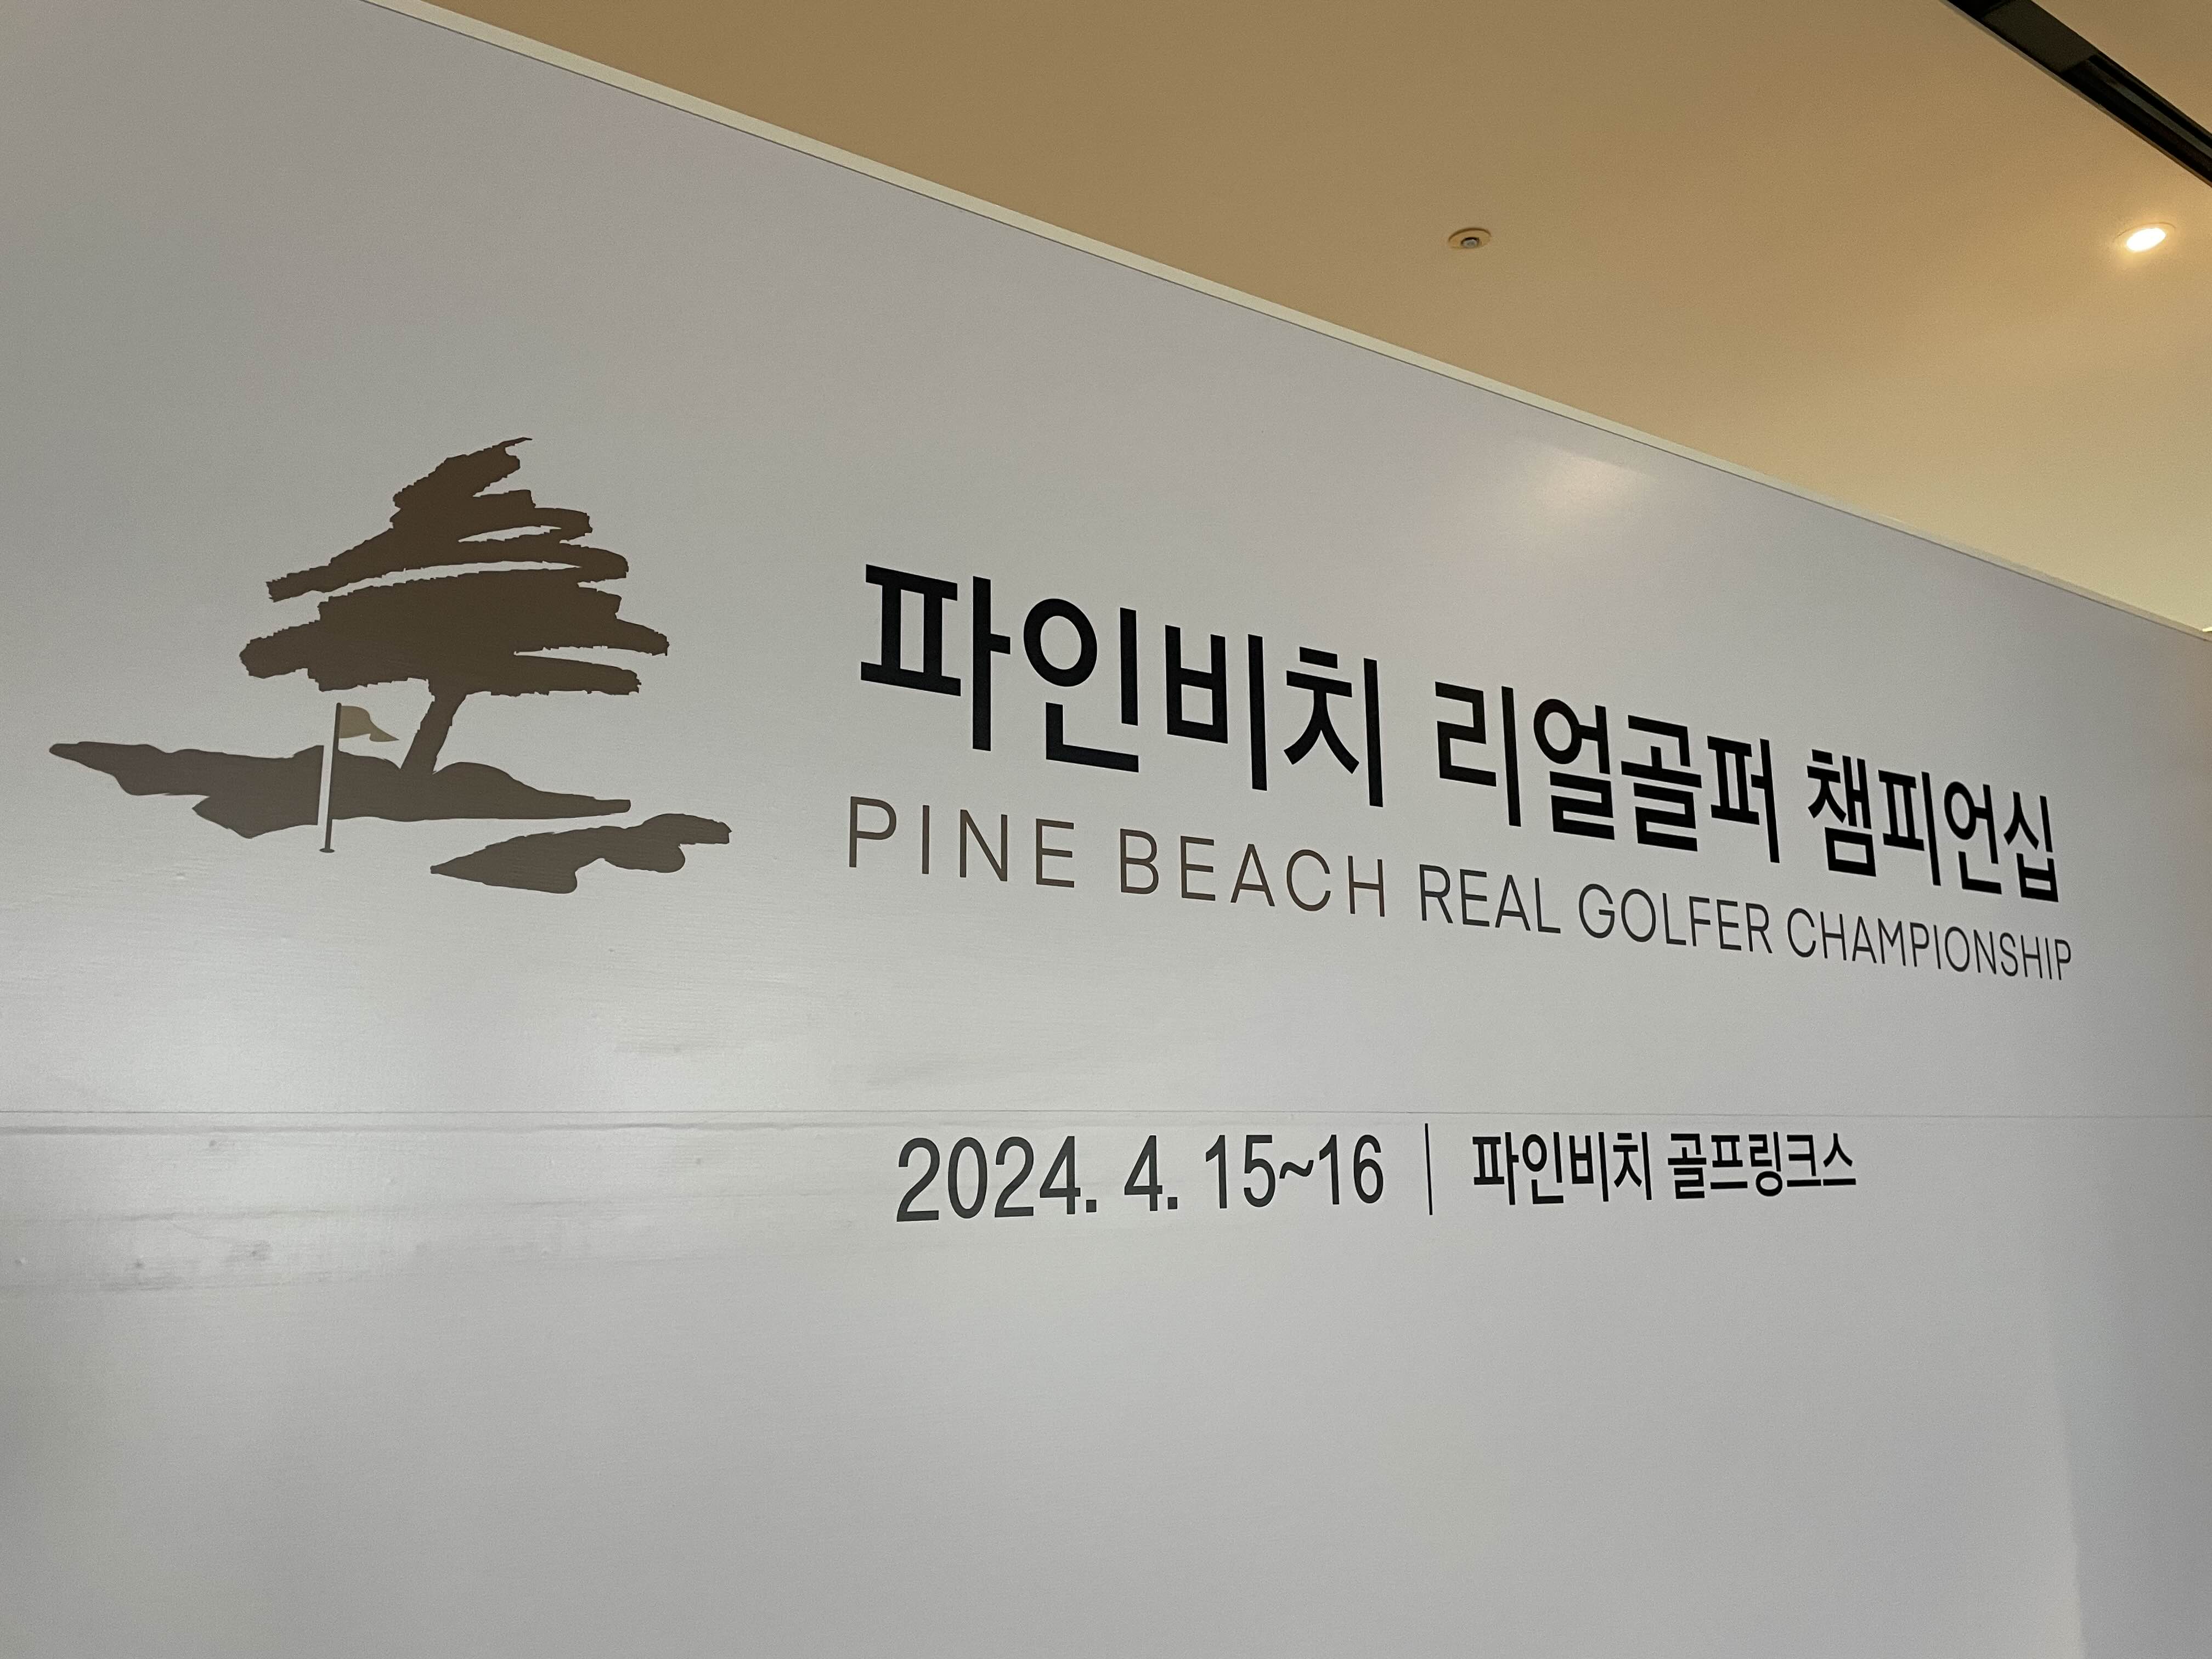 파인비치 리얼골퍼 챔피언십
PINE BEACH REAL GOLFER CHAMPIONSHIP
2024. 4. 15~16 | 파인비치 골프링크스